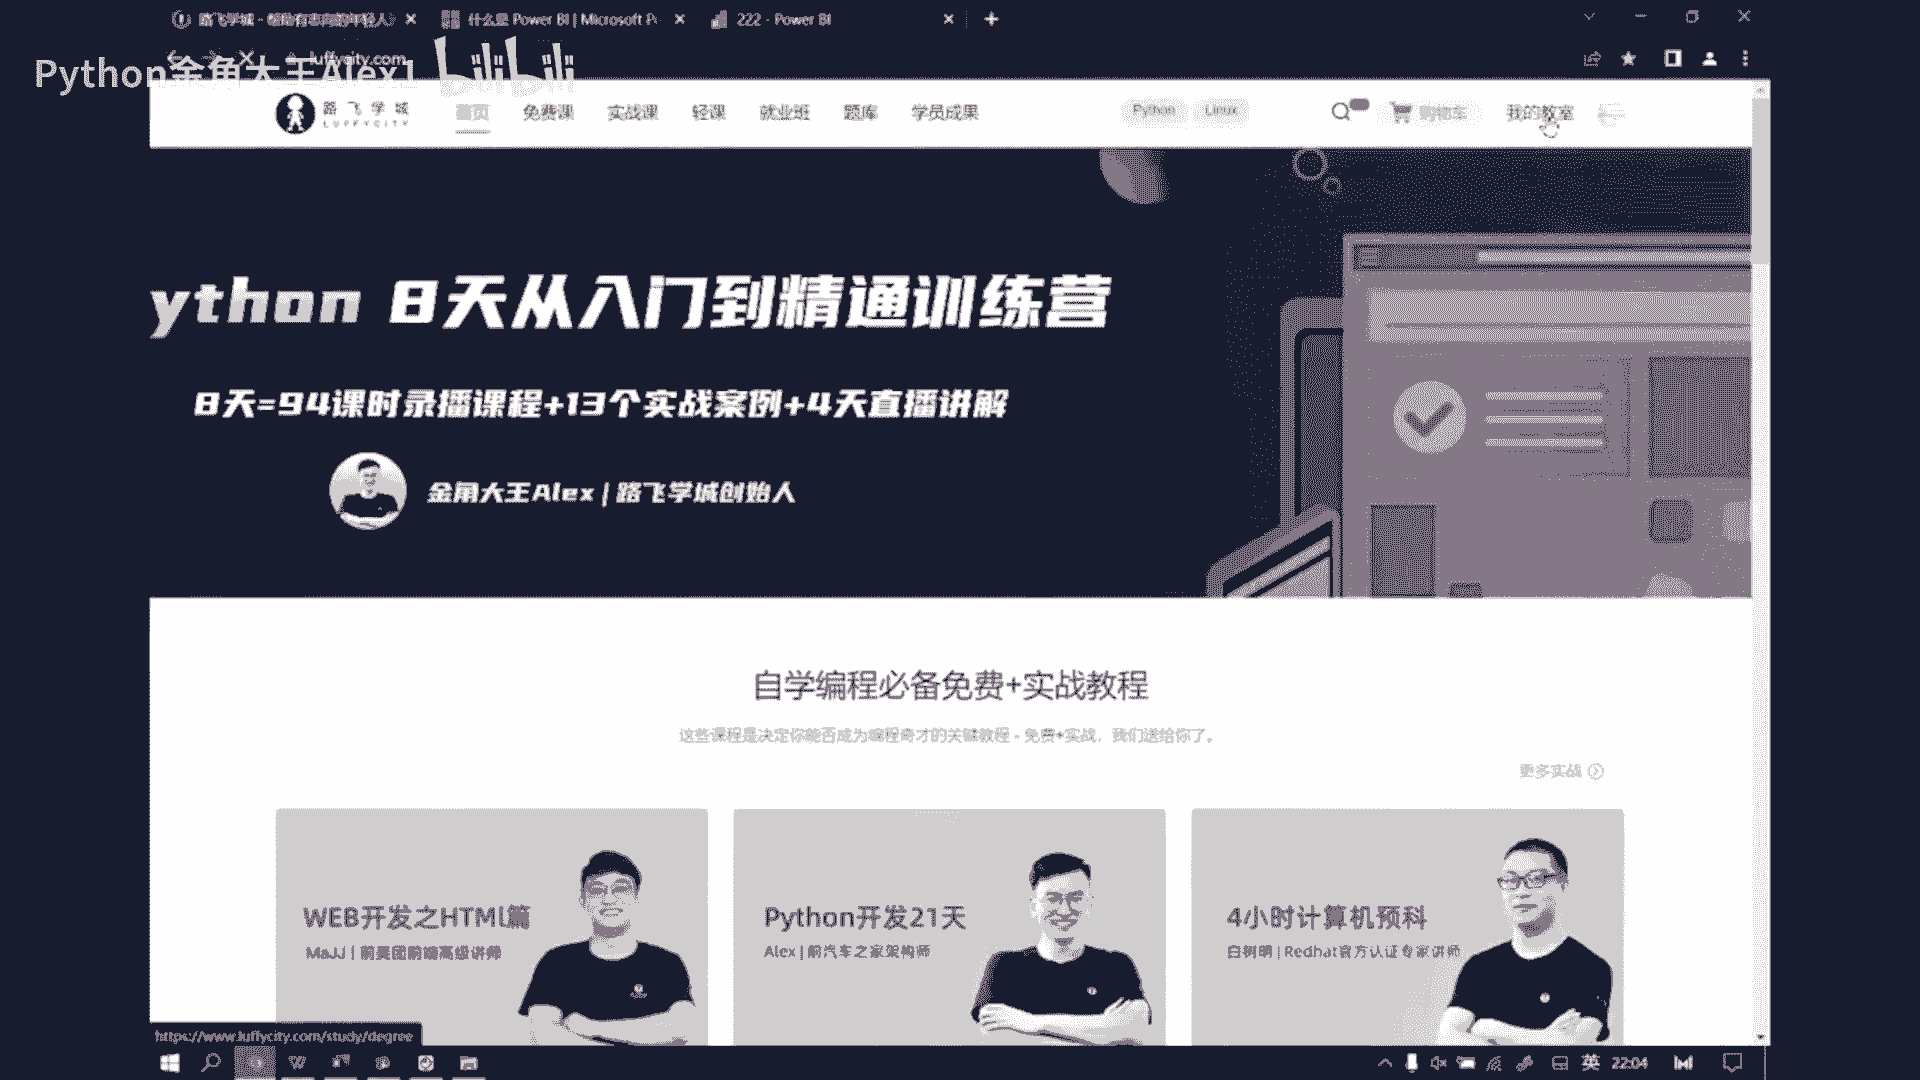 路飞学城 - 帮助有志向的年轻人
什么是 Power BI | Microsoft P
222 - Power BI
luffycity.com
Python金角大王Alex1 bilibili
路飞学城
LUFFYCITY
首页 免费课 实战课 轻课 就业班 题库 学员成果 Python Linux 购物车 我的教室
ython 8天从入门到精通训练营
8天=94课时录播课程+13个实战案例+4天直播讲解
金角大王Alex | 路飞学城创始人
自学编程必备免费+实战教程
这些课程是决定你能否成为编程奇才的关键教程 - 免费+实战，我们送给你了。
更多实战
WEB开发之HTMl篇
MaJJ | 前美团前端高级讲师
Python开发21天
Alex | 前汽车之家架构师
4小时计算机预科
白树明 | Redhat官方认证专家讲师
https://www.luffycity.com/study/degree
英 22:04